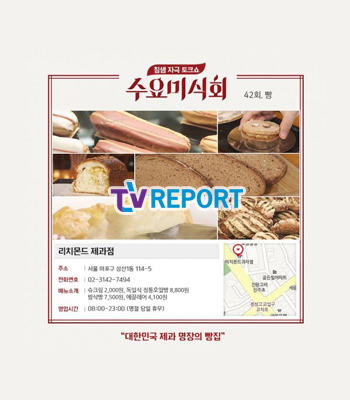 침샘 자극 토크쇼
수요미식회
42회, 빵
TV REPORT
리치몬드 제과점
주소 | 서울 마포구 성산1동 114-5
전화번호 | 02-3142-7494
메뉴소개 | 슈크림 2,000원, 독일식 정통호밀빵 8,800원
밤식빵 7,500원, 에끌레어 4,100원
영업시간 | 08:00~23:00 (명절 당일 휴무)
리치몬드과자점
"대한민국 제과 명장의 빵집"